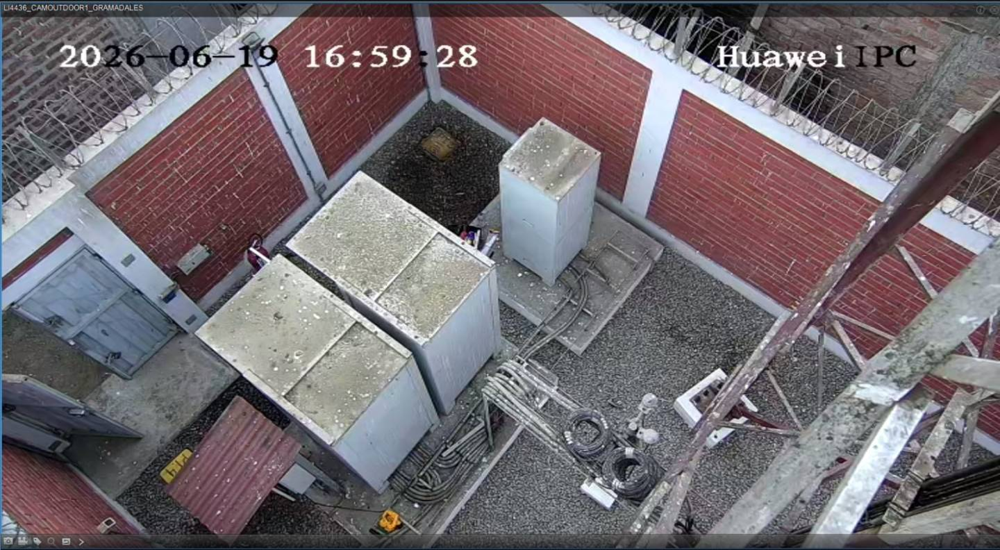 LI4436_CAMOUTDOOR1_GRAMADALES
2026-06-19 16:59:28
Huawei IPC